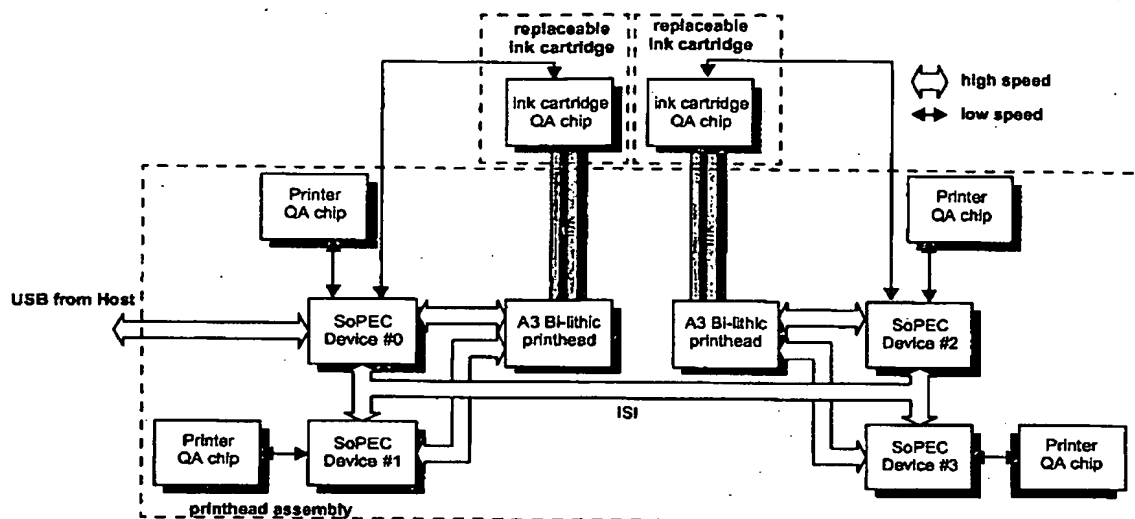 replaceable
ink cartridge
replaceable
ink cartridge
high speed
low speed
ink cartridge
QA chip
ink cartridge
QA chip
Printer
QA chip
Printer
QA chip
USB from Host
SoPEC
Device #0
A3 Bi-lithic
printhead
A3 Bi-lithic
printhead
SoPEC
Device #2
ISI
Printer
QA chip
SoPEC
Device #1
SoPEC
Device #3
Printer
QA chip
printhead assembly